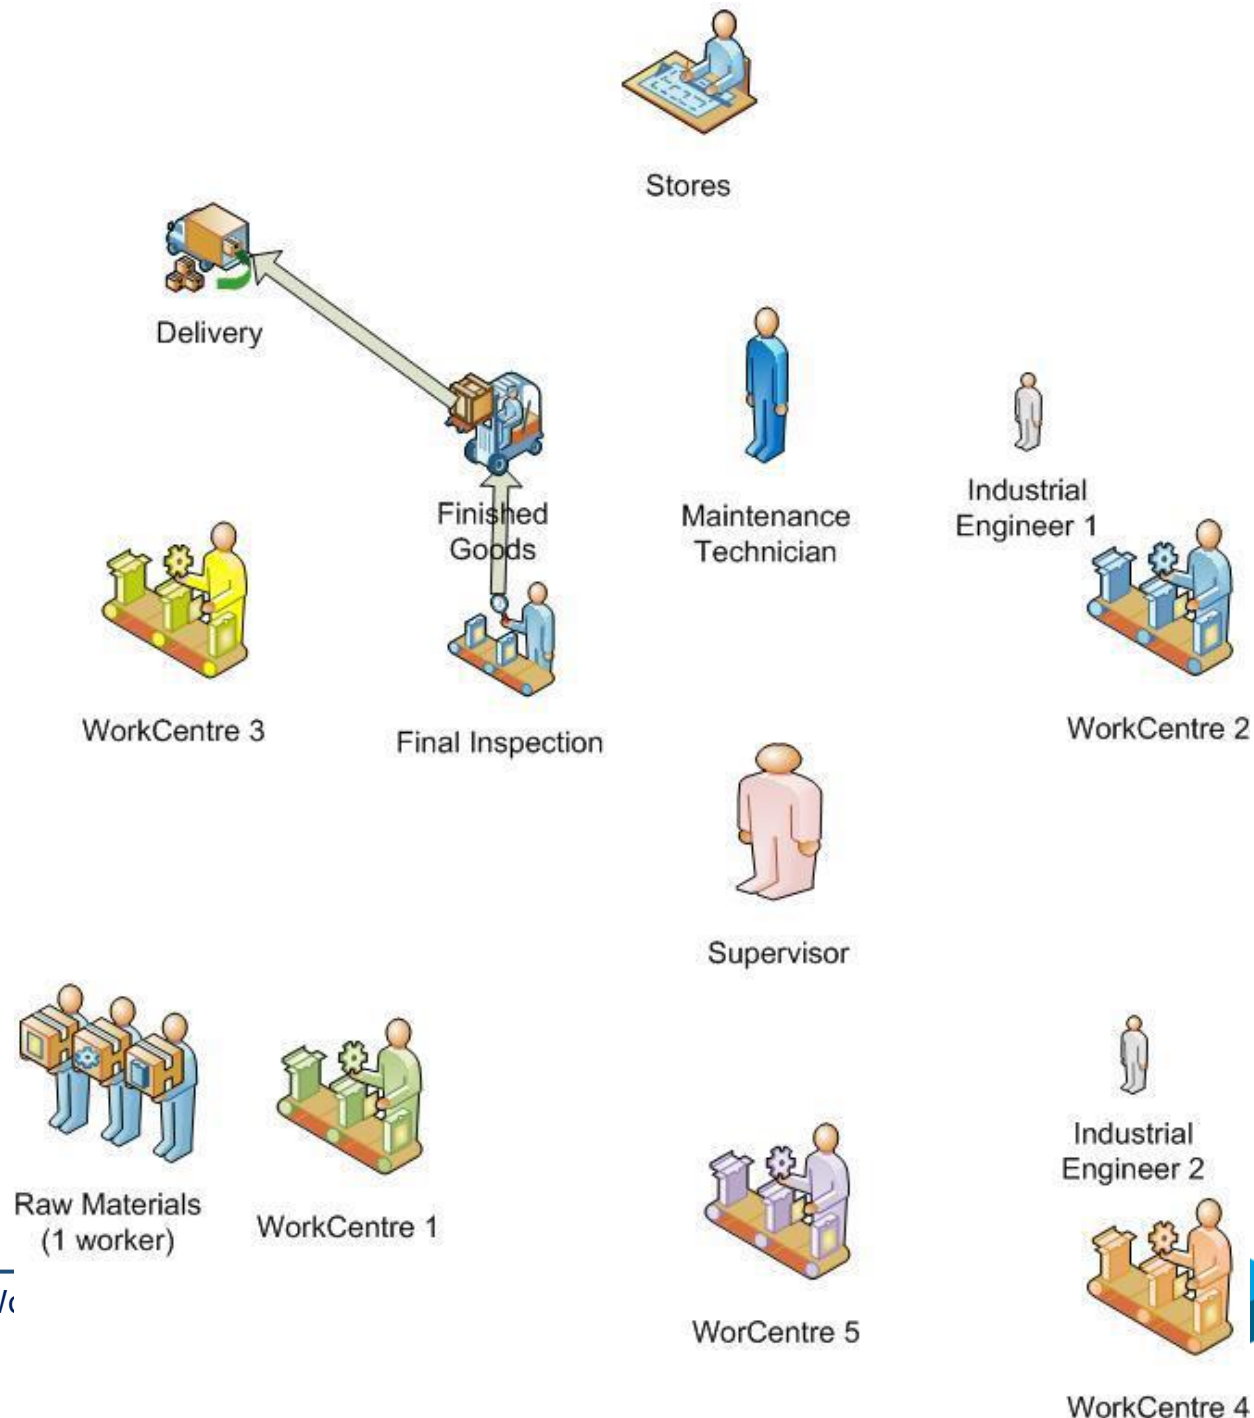 Stores
Delivery
Finished
Goods
Maintenance
Technician
Industrial
Engineer 1
WorkCentre 3
Final Inspection
WorkCentre 2
Supervisor
Raw Materials
(1 worker)
WorkCentre 1
Industrial
Engineer 2
WorCentre 5
WorkCentre 4